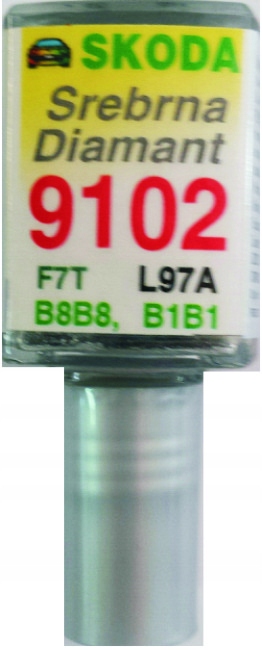 SKODA
Srebrna
Diamant
9102
F7T L97A
B8B8, B1B1